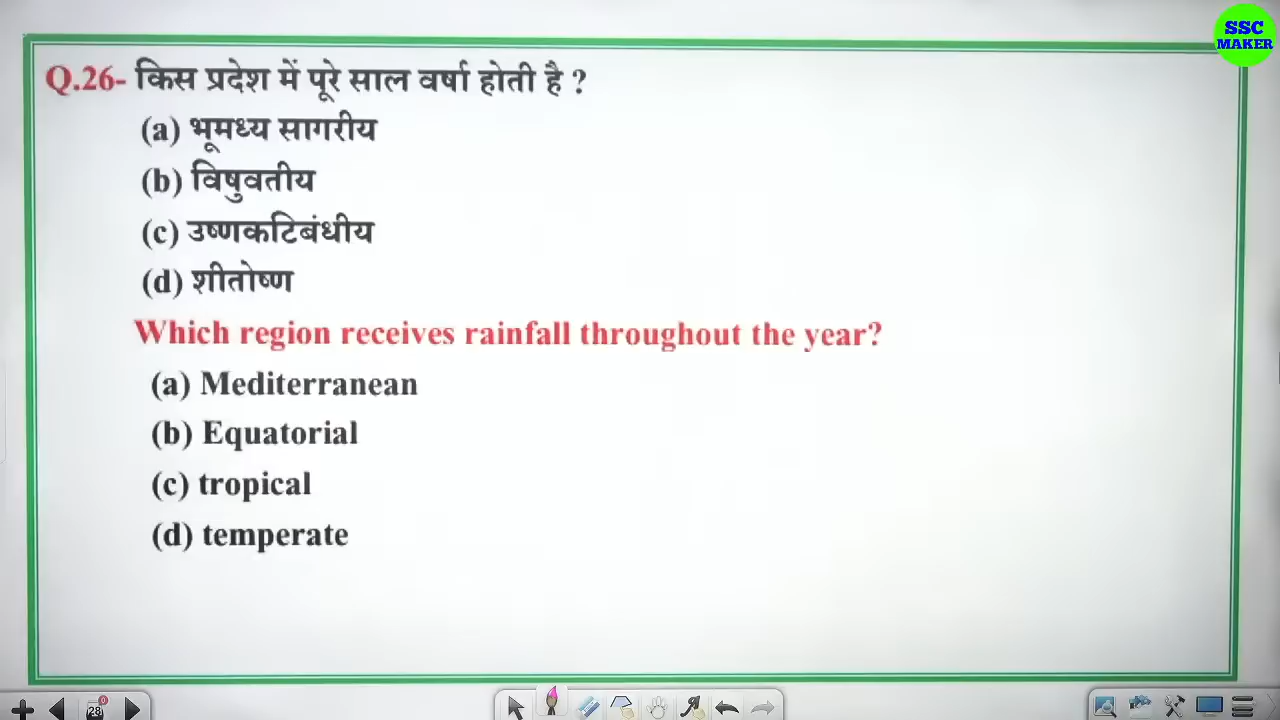 SSC
MAKER
Q.26- किस प्रदेश में पूरे साल वर्षा होती है ?
(a) भूमध्य सागरीय
(b) विषुवतीय
(c) उष्णकटिबंधीय
(d) शीतोष्ण
Which region receives rainfall throughout the year?
(a) Mediterranean
(b) Equatorial
(c) tropical
(d) temperate
28
0